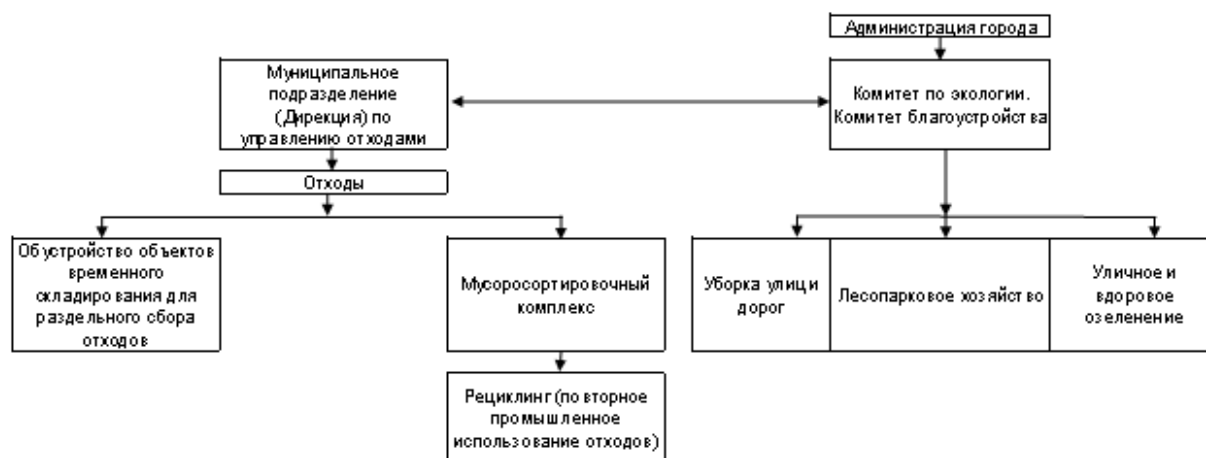 Администрация города
Муниципальное
подразделение
(Дирекция) по
управлению отходами
Комитет по экологии.
Комитет благоустройства
Отходы
Обустройство объектов
временного
складирования для
раздельного сбора
отходов
Мусоросортировочный
комплекс
Уборка улиц и
дорог
Лесопарковое хозяйство
Уличное и
вдоровое
озеленение
Рециклинг (повторное
промышленное
использование отходов)